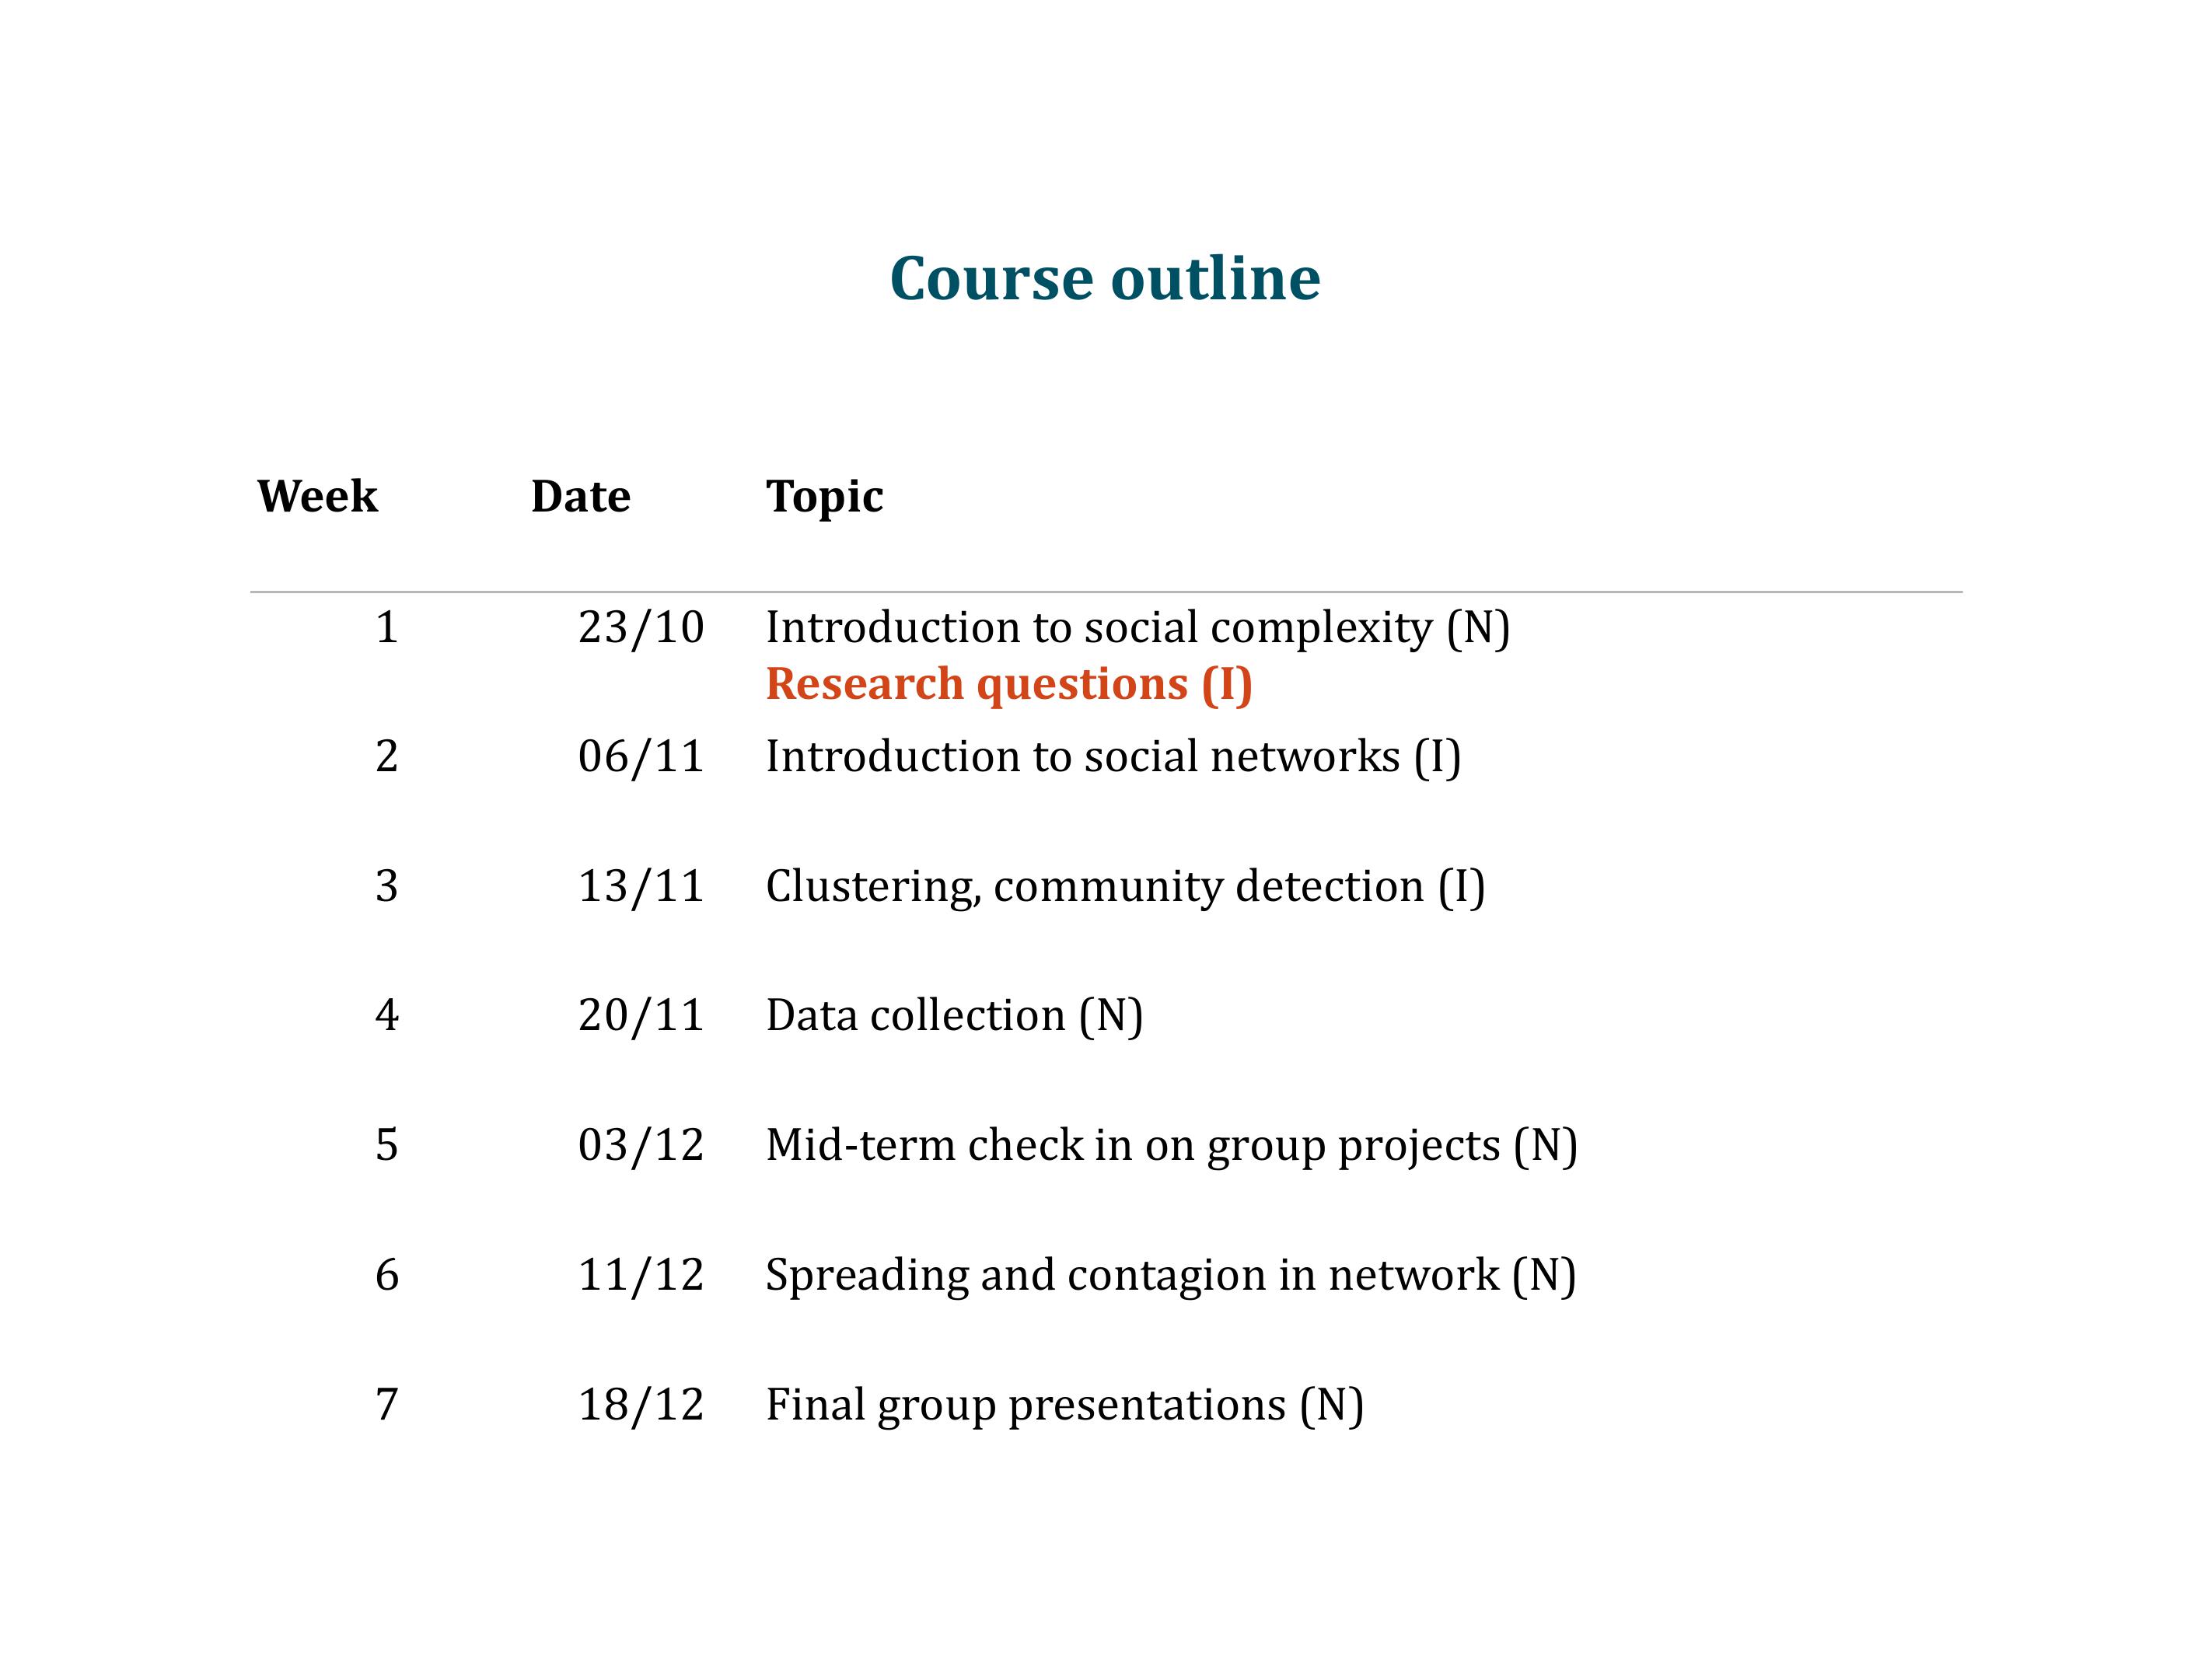 Course outline
Week Date Topic
1 23/10 Introduction to social complexity (N)
Research questions (I)
2 06/11 Introduction to social networks (I)
3 13/11 Clustering, community detection (I)
4 20/11 Data collection (N)
5 03/12 Mid-term check in on group projects (N)
6 11/12 Spreading and contagion in network (N)
7 18/12 Final group presentations (N)